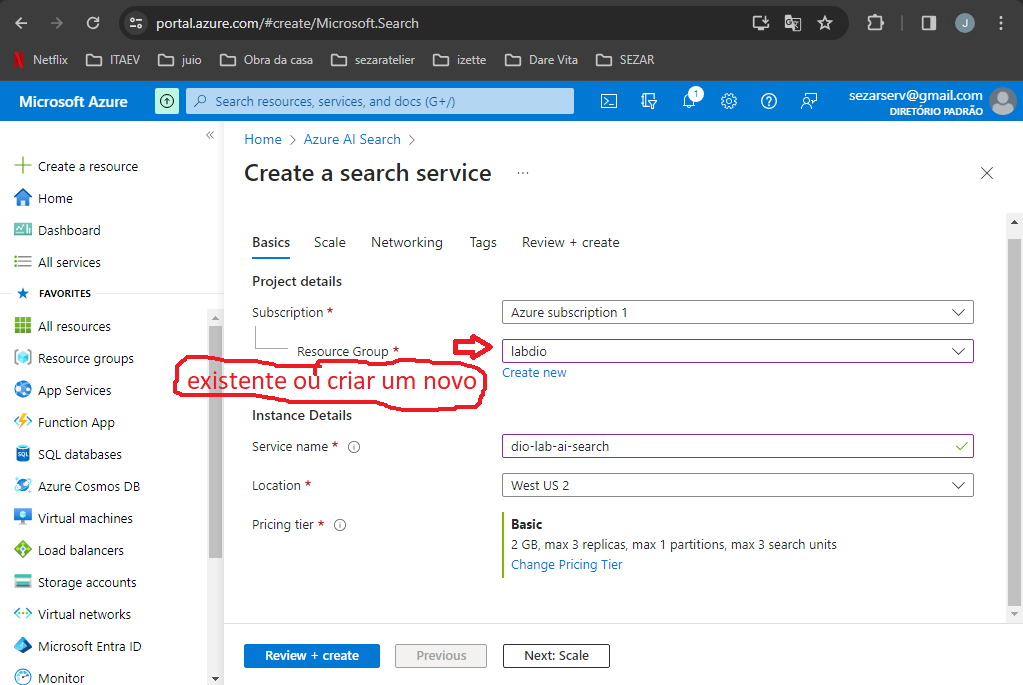 portal.azure.com/#create/Microsoft.Search
J
Netflix ITAEV juio Obra da casa sezaratelier izette Dare Vita SEZAR
Microsoft Azure Search resources, services, and docs (G+/) 1 sezarserv@gmail.com
DIRETÓRIO PADRÃO
«
Create a resource
Home
Dashboard
All services
FAVORITES
All resources
Resource groups
App Services
Function App
SQL databases
Azure Cosmos DB
Virtual machines
Load balancers
Storage accounts
Virtual networks
Microsoft Entra ID
Monitor
Home > Azure AI Search >
Create a search service ...
Basics Scale Networking Tags Review + create
Project details
Subscription * Azure subscription 1
Resource Group * labdio
Create new
existente ou criar um novo
Instance Details
Service name * dio-lab-ai-search
Location * West US 2
Pricing tier * Basic
2 GB, max 3 replicas, max 1 partitions, max 3 search units
Change Pricing Tier
Review + create Previous Next: Scale